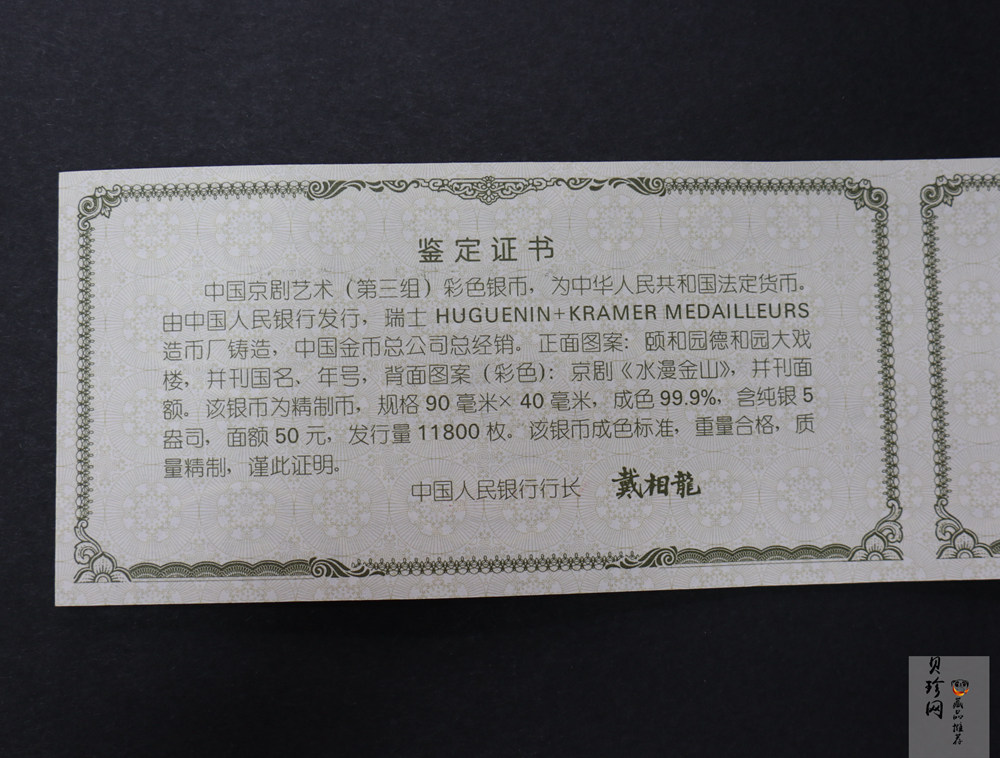 鉴定证书
中国京剧艺术（第三组）彩色银币，为中华人民共和国法定货币。
由中国人民银行发行，瑞士 HUGUENIN+KRAMER MEDAILLEURS
造币厂铸造，中国金币总公司总经销。正面图案：颐和园德和园大戏
楼，并刊国名、年号，背面图案（彩色）：京剧《水漫金山》，并刊面
额。该银币为精制币，规格 90 毫米× 40 毫米，成色 99.9%，含纯银 5
盎司，面额 50 元，发行量 11800 枚。该银币成色标准，重量合格，质
量精制，谨此证明。
中国人民银行行长 戴相龍
贝珍网
藏品推荐